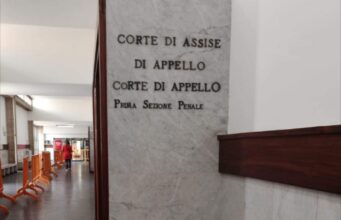 CORTE DI ASSISE
DI APPELLO
CORTE DI APPELLO
PRIMA SEZIONE PENALE